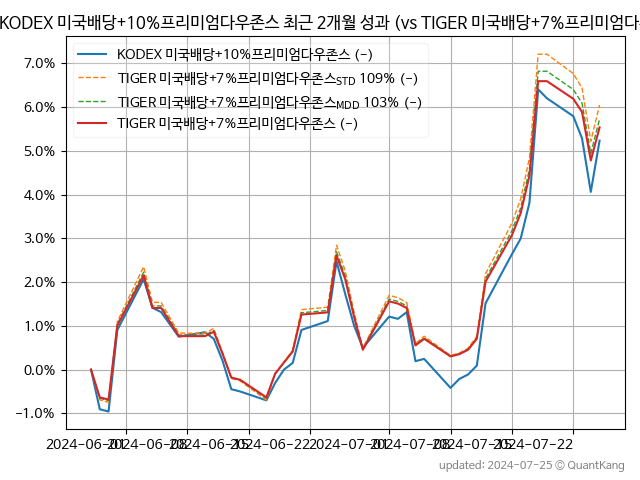 KODEX 미국배당+10%프리미엄다우존스 최근 2개월 성과 (vs TIGER 미국배당+7%프리미엄다
KODEX 미국배당+10%프리미엄다우존스 (-)
TIGER 미국배당+7%프리미엄다우존스STD 109% (-)
TIGER 미국배당+7%프리미엄다우존스MDD 103% (-)
TIGER 미국배당+7%프리미엄다우존스 (-)
7.0%
6.0%
5.0%
4.0%
3.0%
2.0%
1.0%
0.0%
-1.0%
2024-06-01 2024-06-08 2024-06-15 2024-06-22 2024-07-01 2024-07-08 2024-07-15 2024-07-22
updated: 2024-07-25 © QuantKang